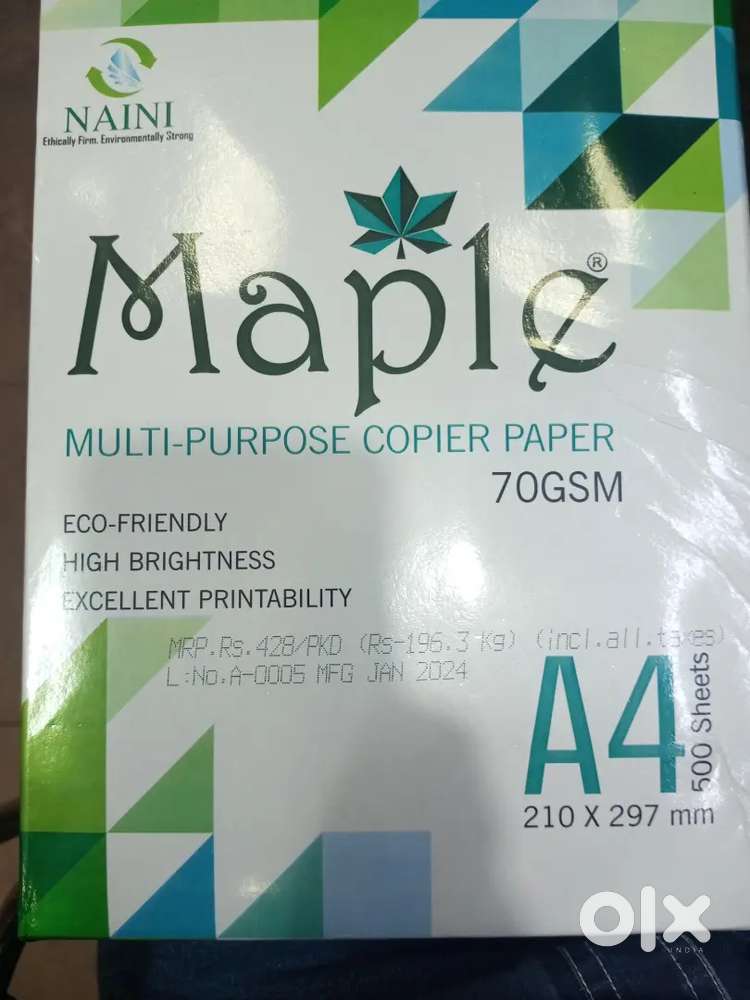 NAINI
Ethically Firm. Environmentally Strong
Maple®
MULTI-PURPOSE COPIER PAPER
70GSM
ECO-FRIENDLY
HIGH BRIGHTNESS
EXCELLENT PRINTABILITY
MRP.Rs.428/PKD (Rs-196.3 Kg) (incl.all.taxes)
L:No.A-0005 MFG JAN 2024
A4
500 Sheets
210 X 297 mm
olx
INDIA